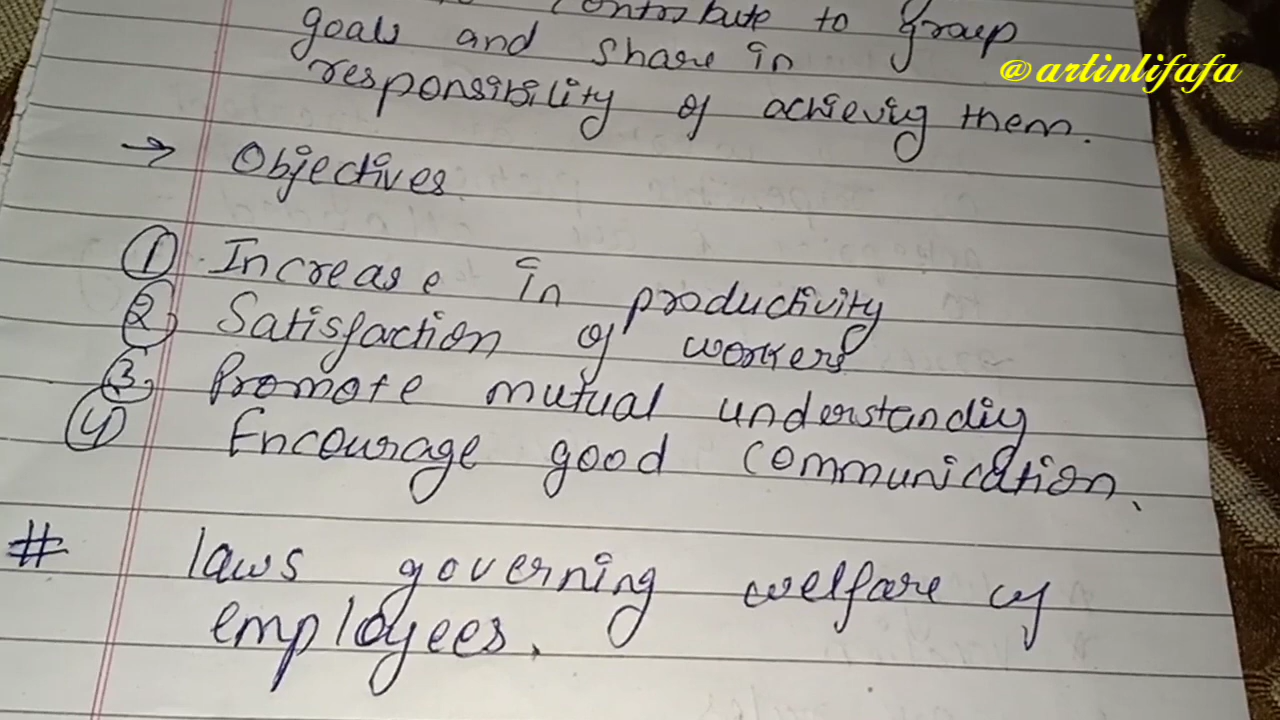 contribute to group
goals and share in
@artinlifafa
responsibility of achieving them.
→ Objectives
① Increase in productivity
② Satisfaction of workers
③ Promote mutual understanding
④ Encourage good communication.
# laws governing welfare of
employees.